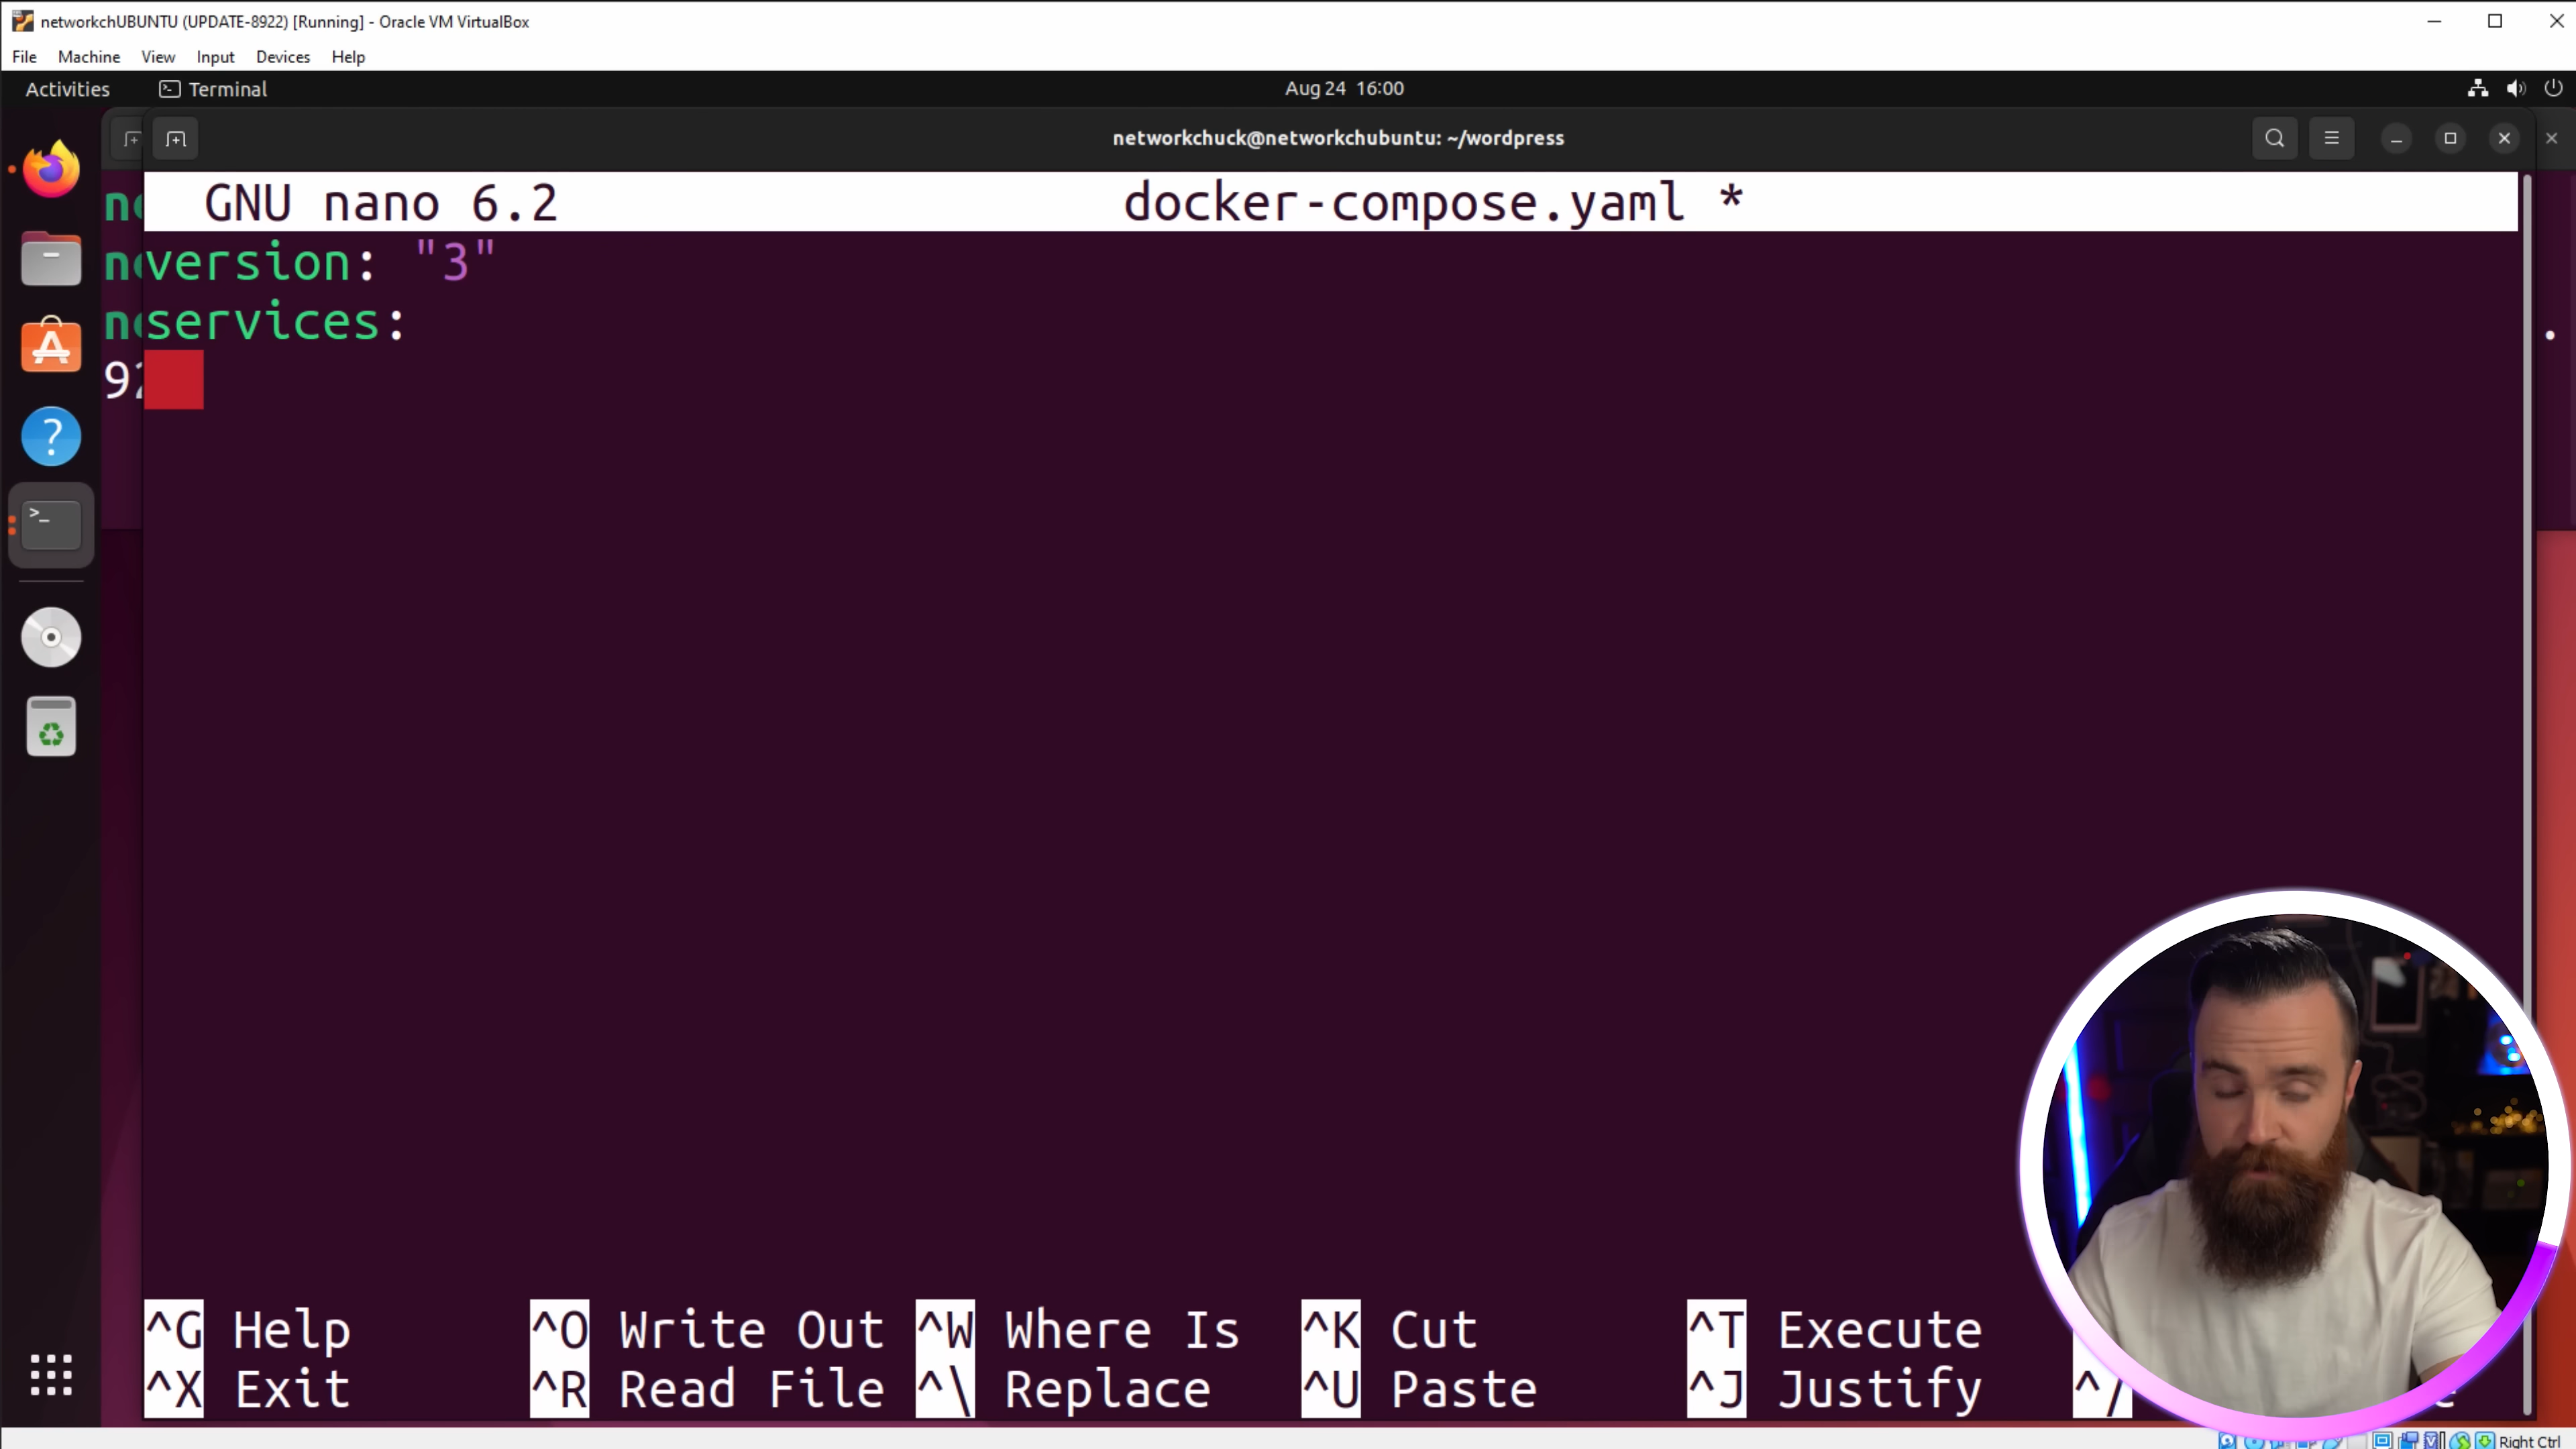 networkchUBUNTU (UPDATE-8922) [Running] - Oracle VM VirtualBox
File Machine View Input Devices Help
Activities Terminal Aug 24 16:00
networkchuck@networkchubuntu: ~/wordpress
GNU nano 6.2 docker-compose.yaml *
version: "3"
services:
^G Help ^O Write Out ^W Where Is ^K Cut ^T Execute
^X Exit ^R Read File ^\ Replace ^U Paste ^J Justify ^/
Right Ctrl